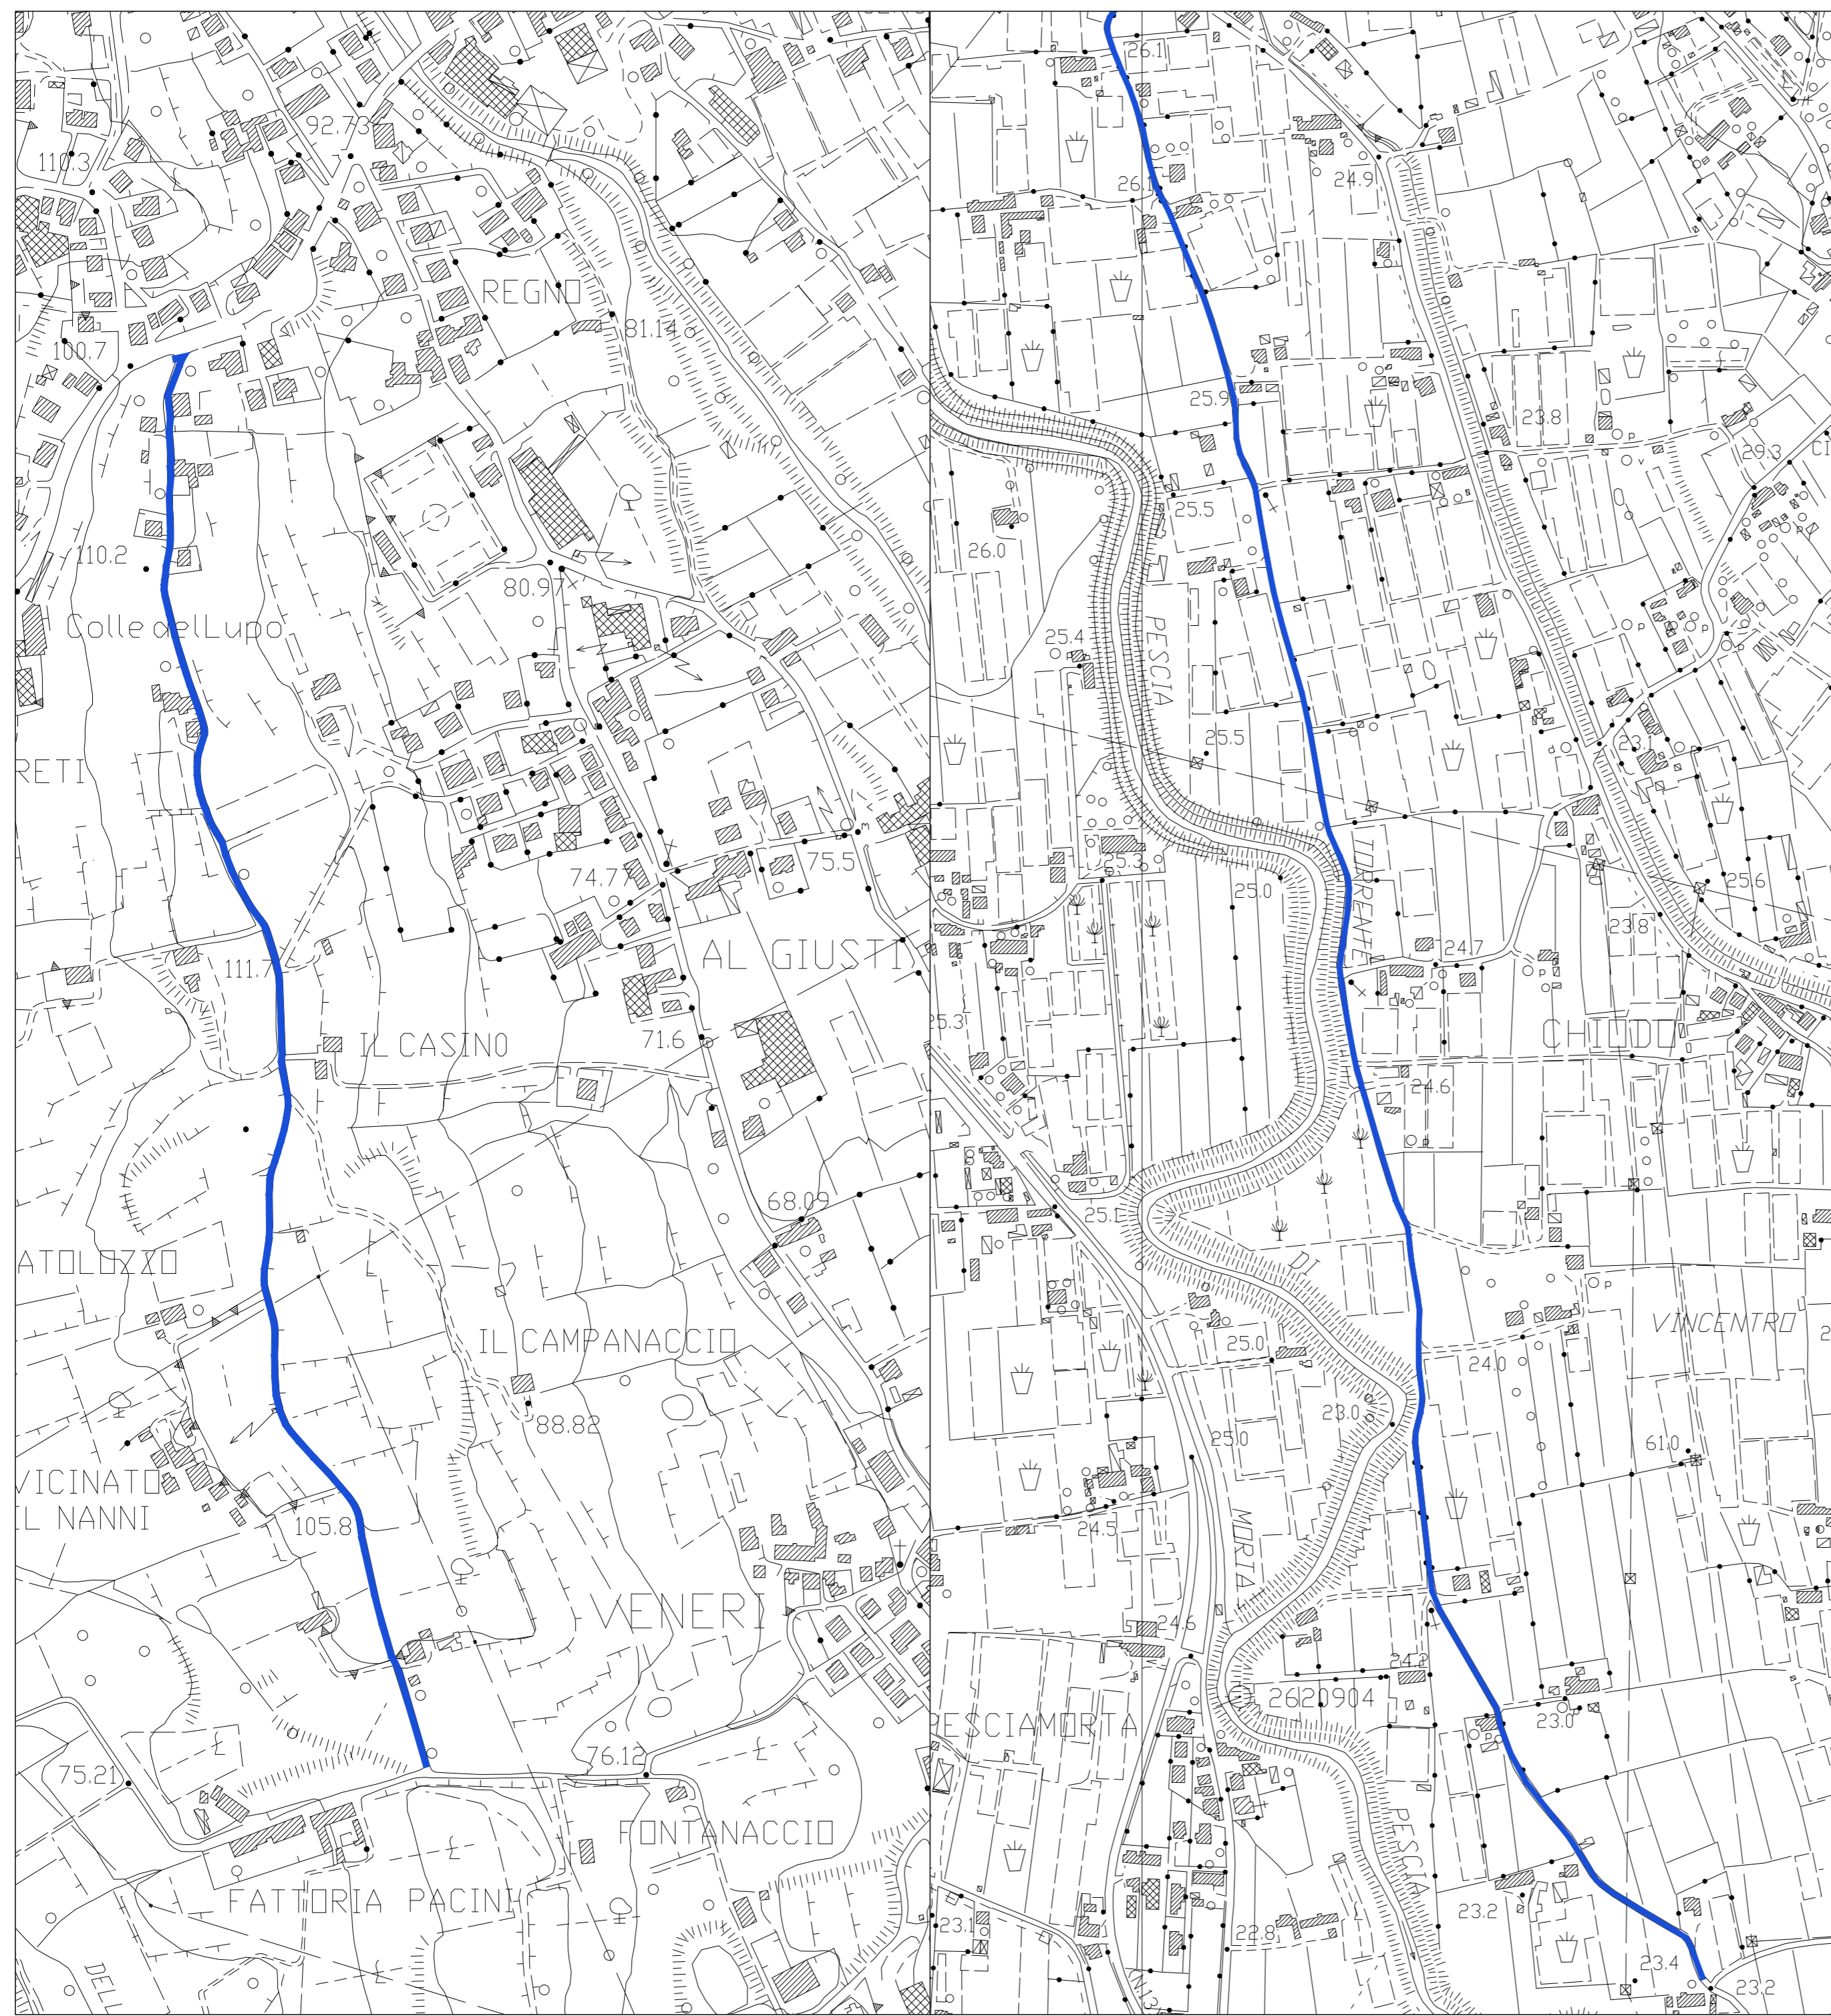 92.73
110.3
REGNO
81.14
100.7
110.2
80.97
Colle del Lupo
RETI
75.5
74.77
AL GIUSTI
111.7
IL CASINO
71.6
68.09
ATOLOZZO
IL CAMPANACCIO
88.82
VICINATO
IL NANNI
105.8
VENERI
76.12
75.21
FONTANACCIO
FATTORIA PACINI
DELL
26.1
24.9
26.1
25.9
23.8
29.3
CI
25.5
26.0
PESCIA
25.4
25.5
23.1
25.3
TORRENTE
25.0
25.6
23.8
24.7
25.3
CHIODO
24.6
25.1
DI
VINCENTRO
25.0
24.0
23.0
25.0
61.0
MORTA
24.5
24.6
24.2
2620904
PESCIAMORTA
23.0
PESCIA
23.1
22.8
23.2
23.4
23.2